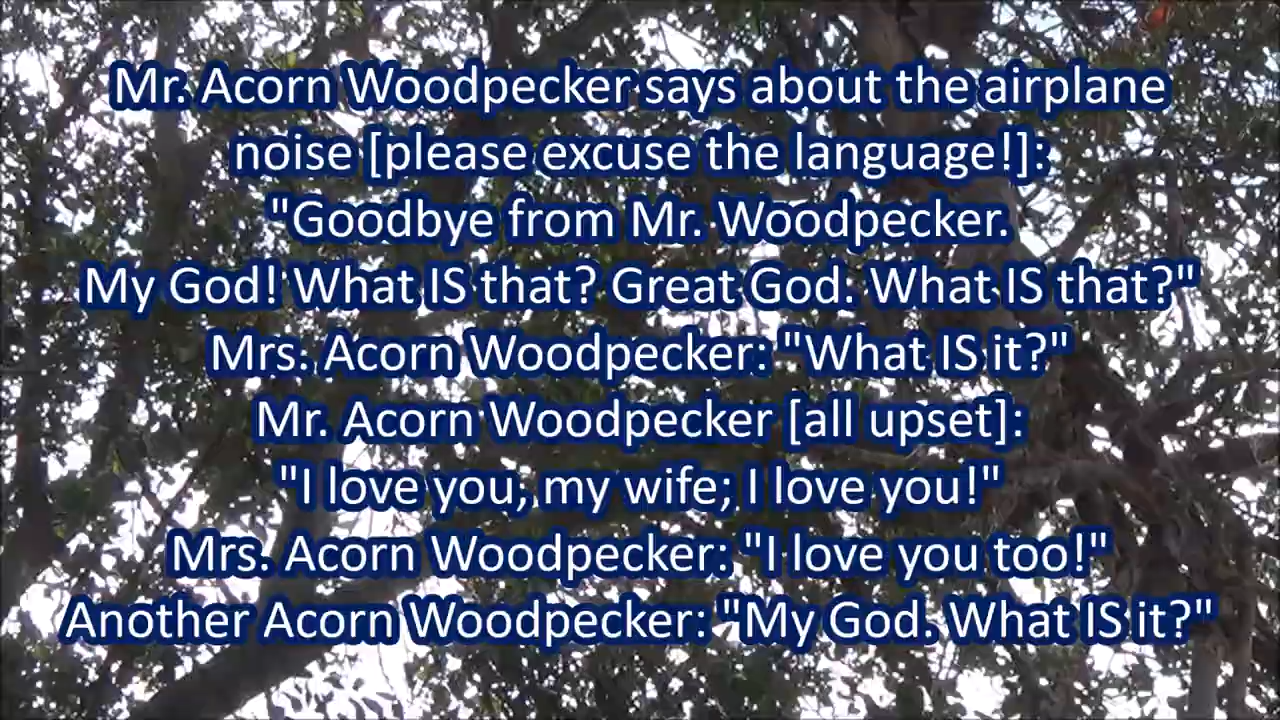 Mr. Acorn Woodpecker says about the airplane
noise [please excuse the language!]:
"Goodbye from Mr. Woodpecker.
My God! What IS that? Great God. What IS that?"
Mrs. Acorn Woodpecker: "What IS it?"
Mr. Acorn Woodpecker [all upset]:
"I love you, my wife; I love you!"
Mrs. Acorn Woodpecker: "I love you too!"
Another Acorn Woodpecker: "My God. What IS it?"